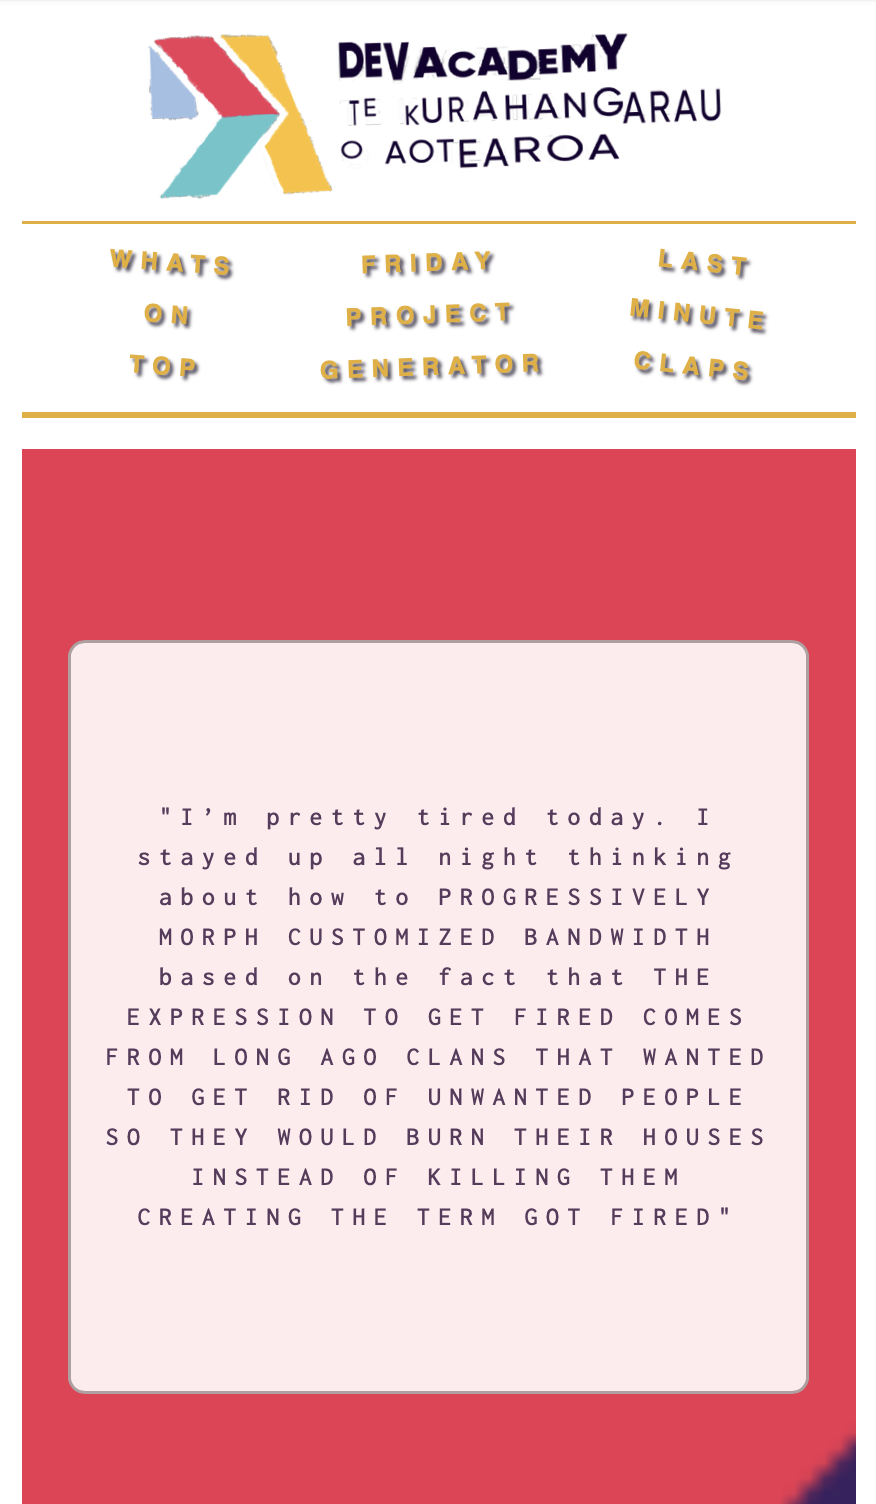 DEV ACADEMY
TE KURAHANGARAU
O AOTEAROA
WHATS
ON
TOP
FRIDAY
PROJECT
GENERATOR
LAST
MINUTE
CLAPS
"I’m pretty tired today. I
stayed up all night thinking
about how to PROGRESSIVELY
MORPH CUSTOMIZED BANDWIDTH
based on the fact that THE
EXPRESSION TO GET FIRED COMES
FROM LONG AGO CLANS THAT WANTED
TO GET RID OF UNWANTED PEOPLE
SO THEY WOULD BURN THEIR HOUSES
INSTEAD OF KILLING THEM
CREATING THE TERM GOT FIRED"